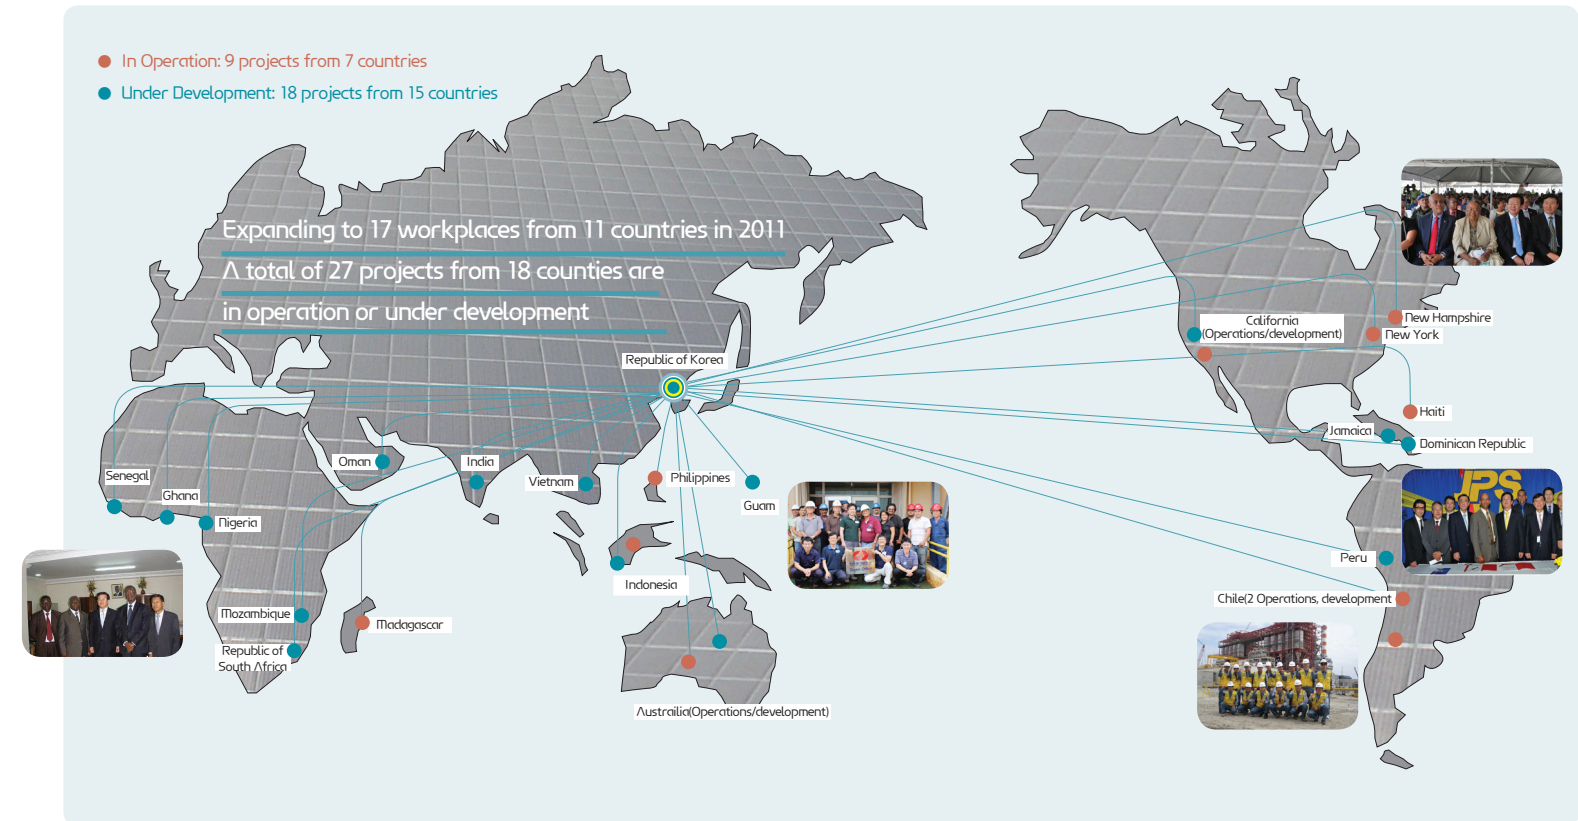 In Operation: 9 projects from 7 countries
Under Development: 18 projects from 15 countries
Expanding to 17 workplaces from 11 countries in 2011
A total of 27 projects from 18 counties are
in operation or under development
Republic of Korea
California
(Operations/development)
New Hampshire
New York
Haiti
Jamaica
Dominican Republic
Oman
India
Vietnam
Philippines
Guam
Senegal
Ghana
Nigeria
JPS
Peru
Indonesia
Chile(2 Operations, development
Mozambique
Madagascar
Republic of
South Africa
Austrailia(Operations/development)